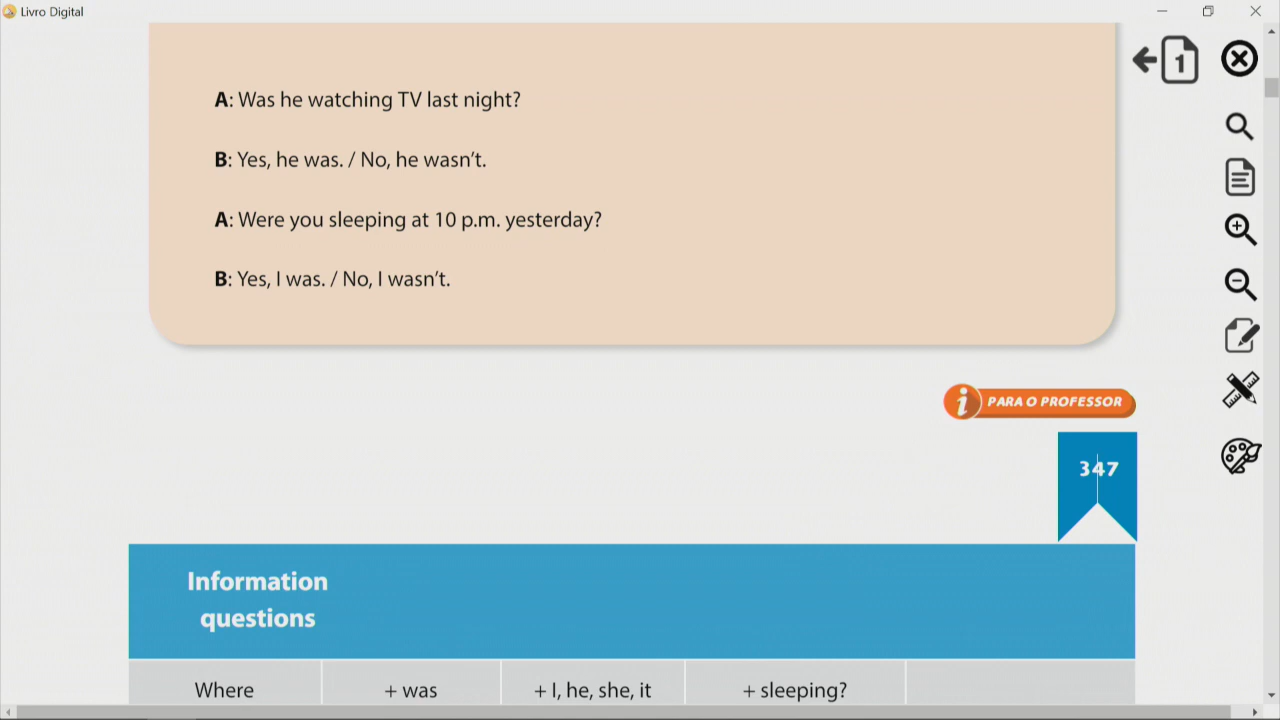 Livro Digital
1
A: Was he watching TV last night?
B: Yes, he was. / No, he wasn’t.
A: Were you sleeping at 10 p.m. yesterday?
B: Yes, I was. / No, I wasn’t.
i PARA O PROFESSOR
347
Information
questions
Where + was + I, he, she, it + sleeping?